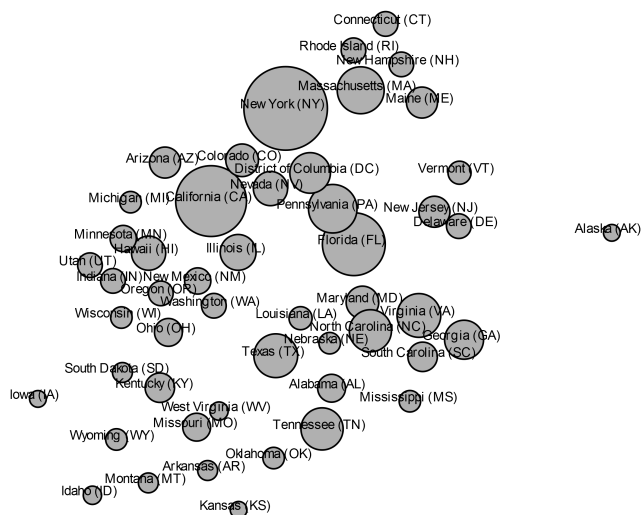 Connecticut (CT)
Rhode Island (RI)
New Hampshire (NH)
Massachusetts (MA)
Maine (ME)
New York (NY)
Colorado (CO)
Arizona (AZ)
District of Columbia (DC)
Vermont (VT)
Nevada (NV)
California (CA)
Michigan (MI)
Pennsylvania (PA)
New Jersey (NJ)
Delaware (DE)
Alaska (AK)
Minnesota (MN)
Florida (FL)
Hawaii (HI)
Illinois (IL)
Utah (UT)
Indiana (IN)
New Mexico (NM)
Oregon (OR)
Maryland (MD)
Washington (WA)
Virginia (VA)
Wisconsin (WI)
Louisiana (LA)
Ohio (OH)
North Carolina (NC)
Georgia (GA)
Nebraska (NE)
Texas (TX)
South Carolina (SC)
South Dakota (SD)
Kentucky (KY)
Alabama (AL)
Iowa (IA)
Mississippi (MS)
West Virginia (WV)
Missouri (MO)
Tennessee (TN)
Wyoming (WY)
Oklahoma (OK)
Arkansas (AR)
Montana (MT)
Idaho (ID)
Kansas (KS)